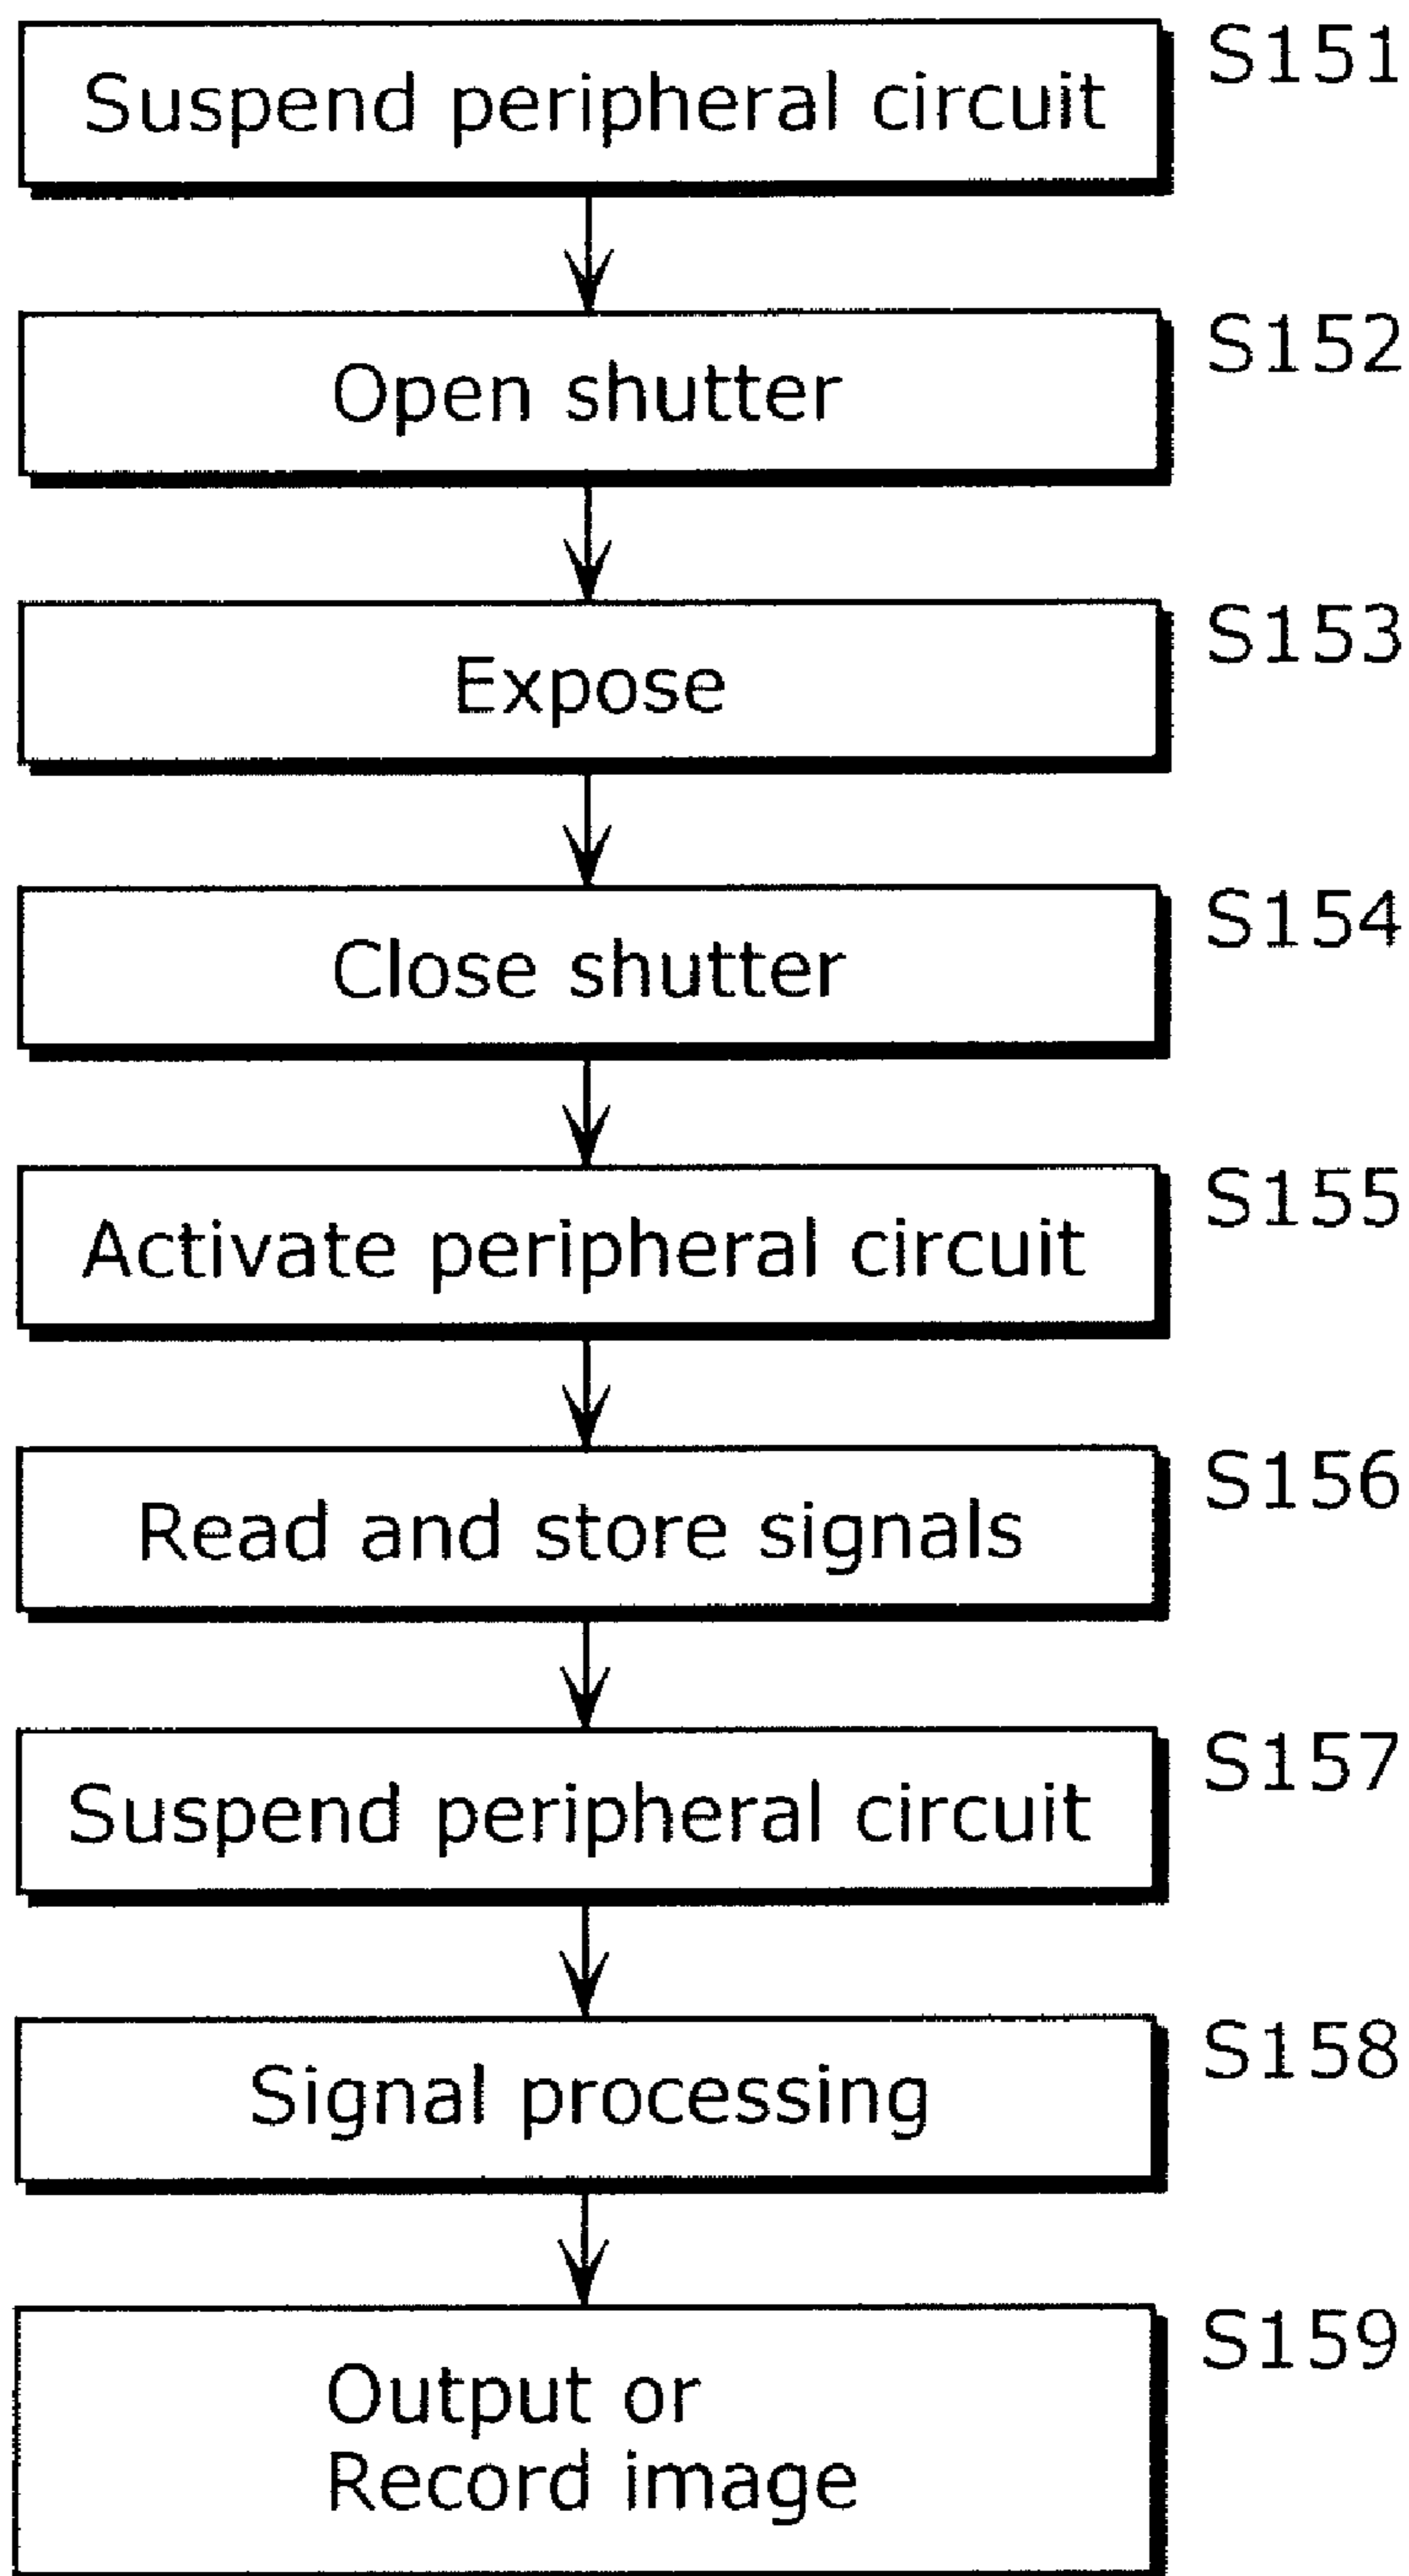 Suspend peripheral circuit
S151
Open shutter
S152
Expose
S153
Close shutter
S154
Activate peripheral circuit
S155
Read and store signals
S156
Suspend peripheral circuit
S157
Signal processing
S158
Output or
Record image
S159